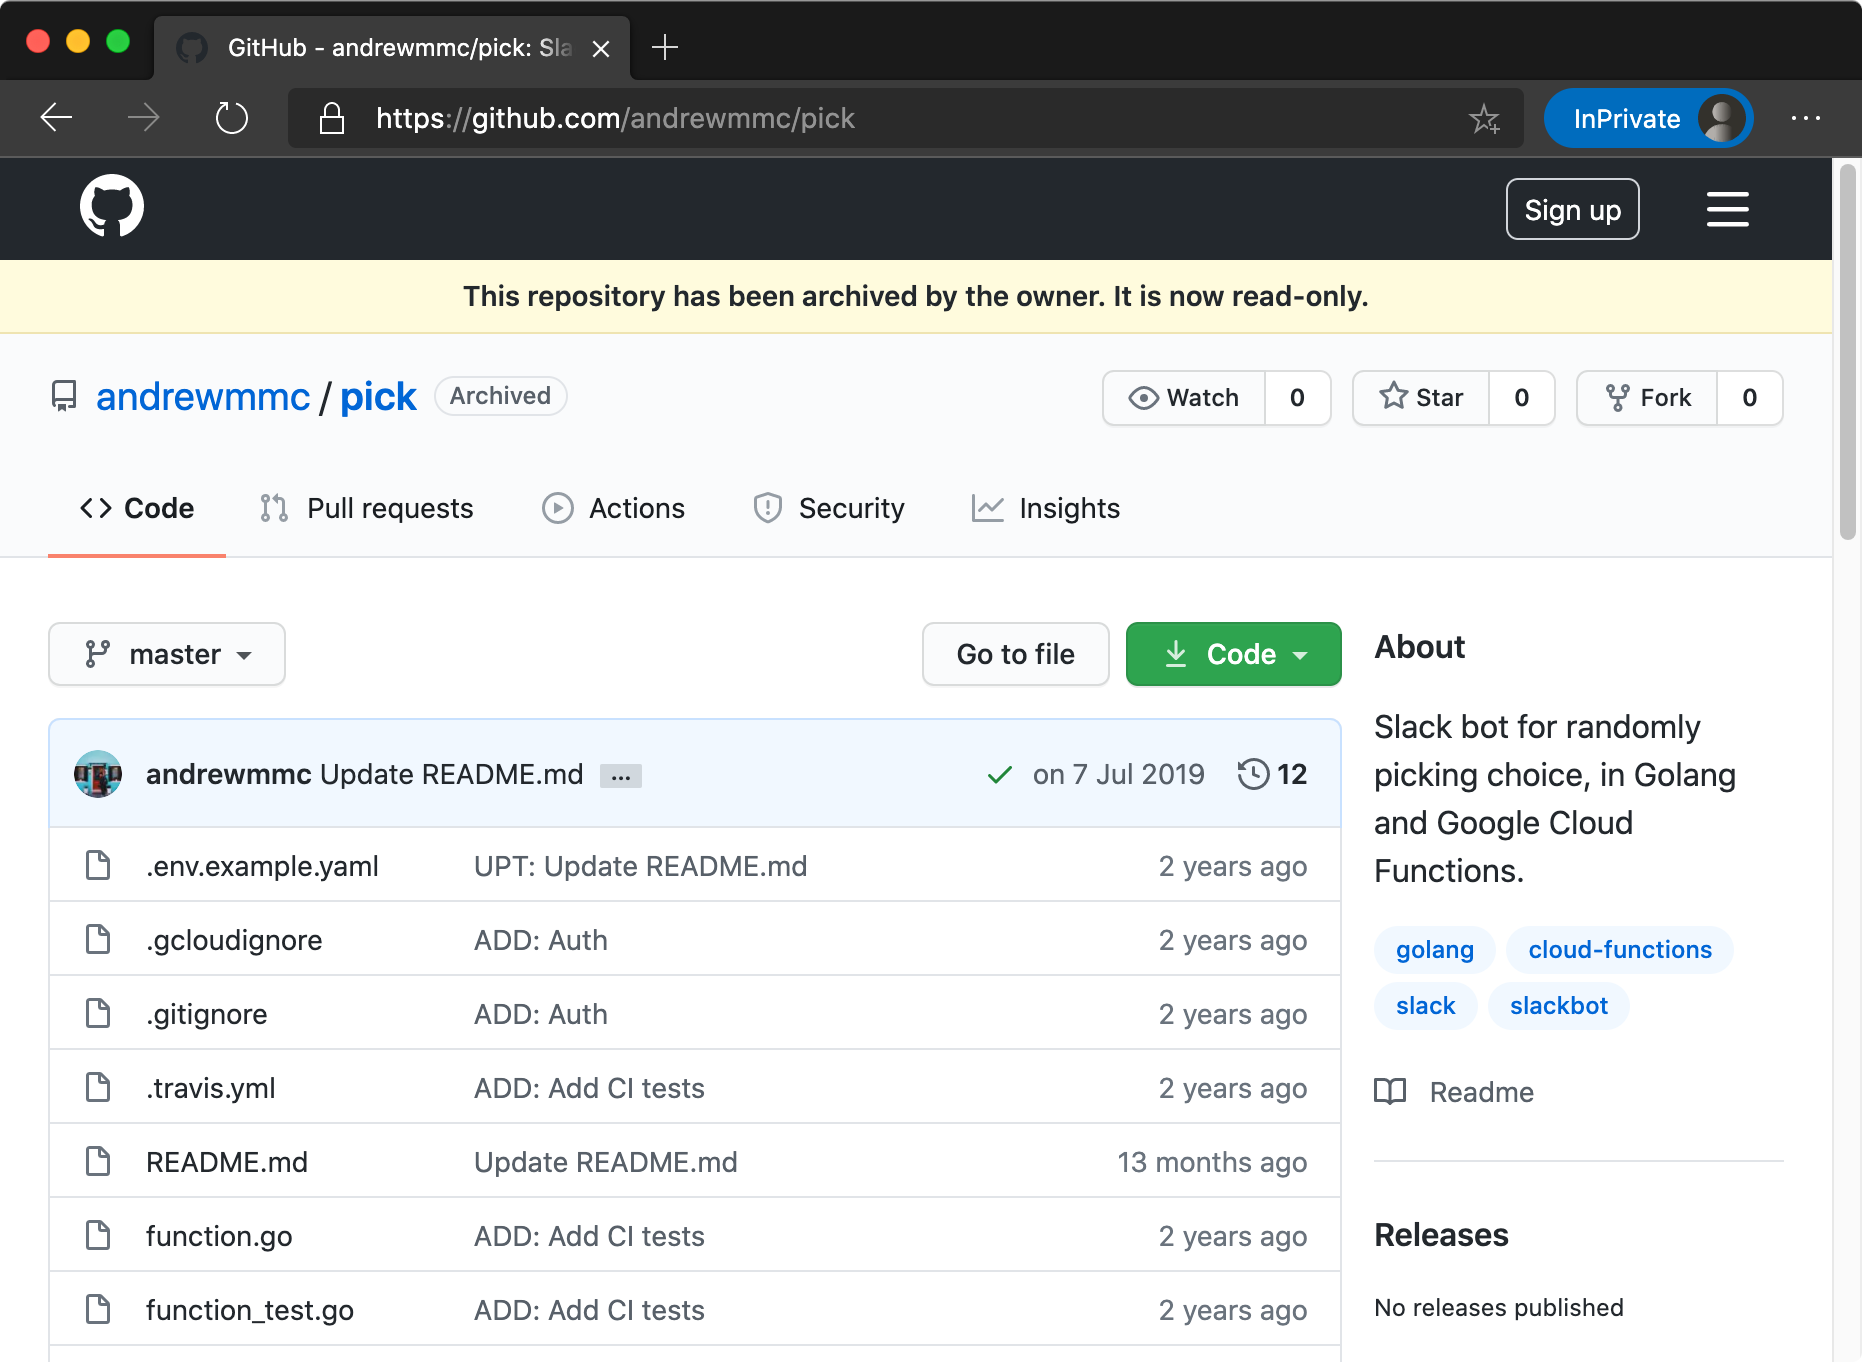 GitHub - andrewmmc/pick: Sla
https://github.com/andrewmmc/pick
InPrivate
Sign up
This repository has been archived by the owner. It is now read-only.
andrewmmc / pick Archived
Watch 0 Star 0 Fork 0
Code Pull requests Actions Security Insights
master Go to file Code
andrewmmc Update README.md ... on 7 Jul 2019 12
.env.example.yaml UPT: Update README.md 2 years ago
.gcloudignore ADD: Auth 2 years ago
.gitignore ADD: Auth 2 years ago
.travis.yml ADD: Add CI tests 2 years ago
README.md Update README.md 13 months ago
function.go ADD: Add CI tests 2 years ago
function_test.go ADD: Add CI tests 2 years ago
About
Slack bot for randomly
picking choice, in Golang
and Google Cloud
Functions.
golang cloud-functions
slack slackbot
Readme
Releases
No releases published